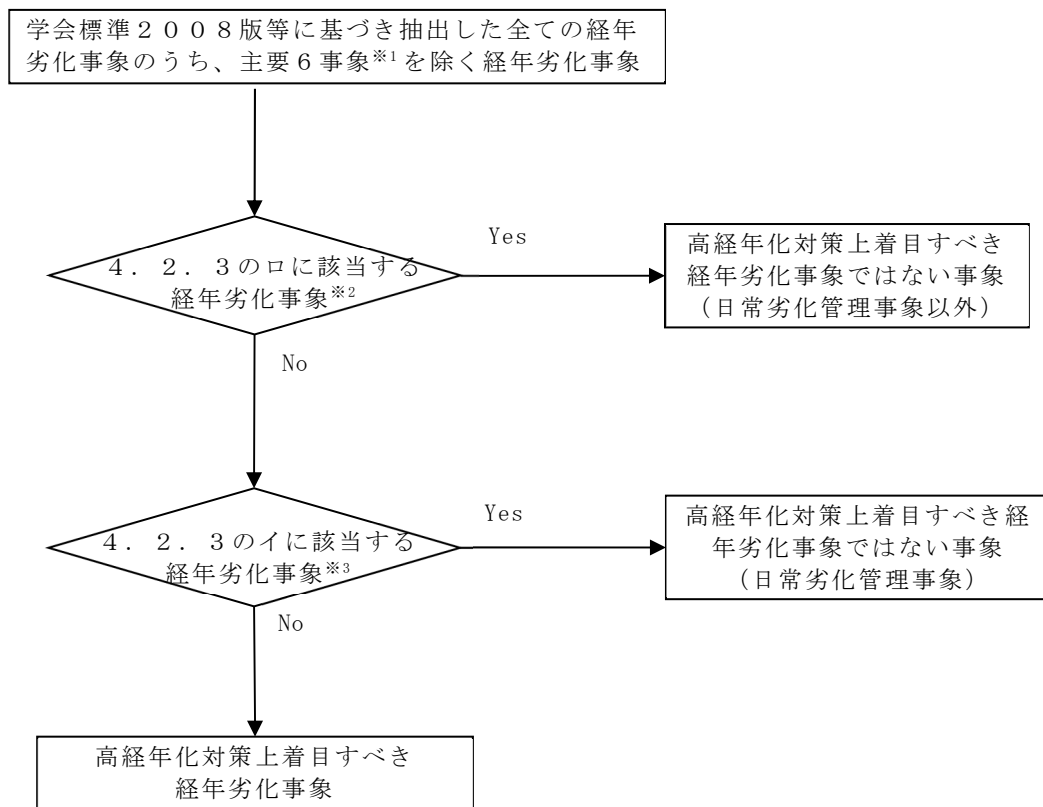 学会標準２００８版等に基づき抽出した全ての経年
劣化事象のうち、主要６事象※1を除く経年劣化事象
４．２．３のロに該当する
経年劣化事象※2
Yes
高経年化対策上着目すべき
経年劣化事象ではない事象
（日常劣化管理事象以外）
No
４．２．３のイに該当する
経年劣化事象※3
Yes
高経年化対策上着目すべき経
年劣化事象ではない事象
（日常劣化管理事象）
No
高経年化対策上着目すべき
経年劣化事象